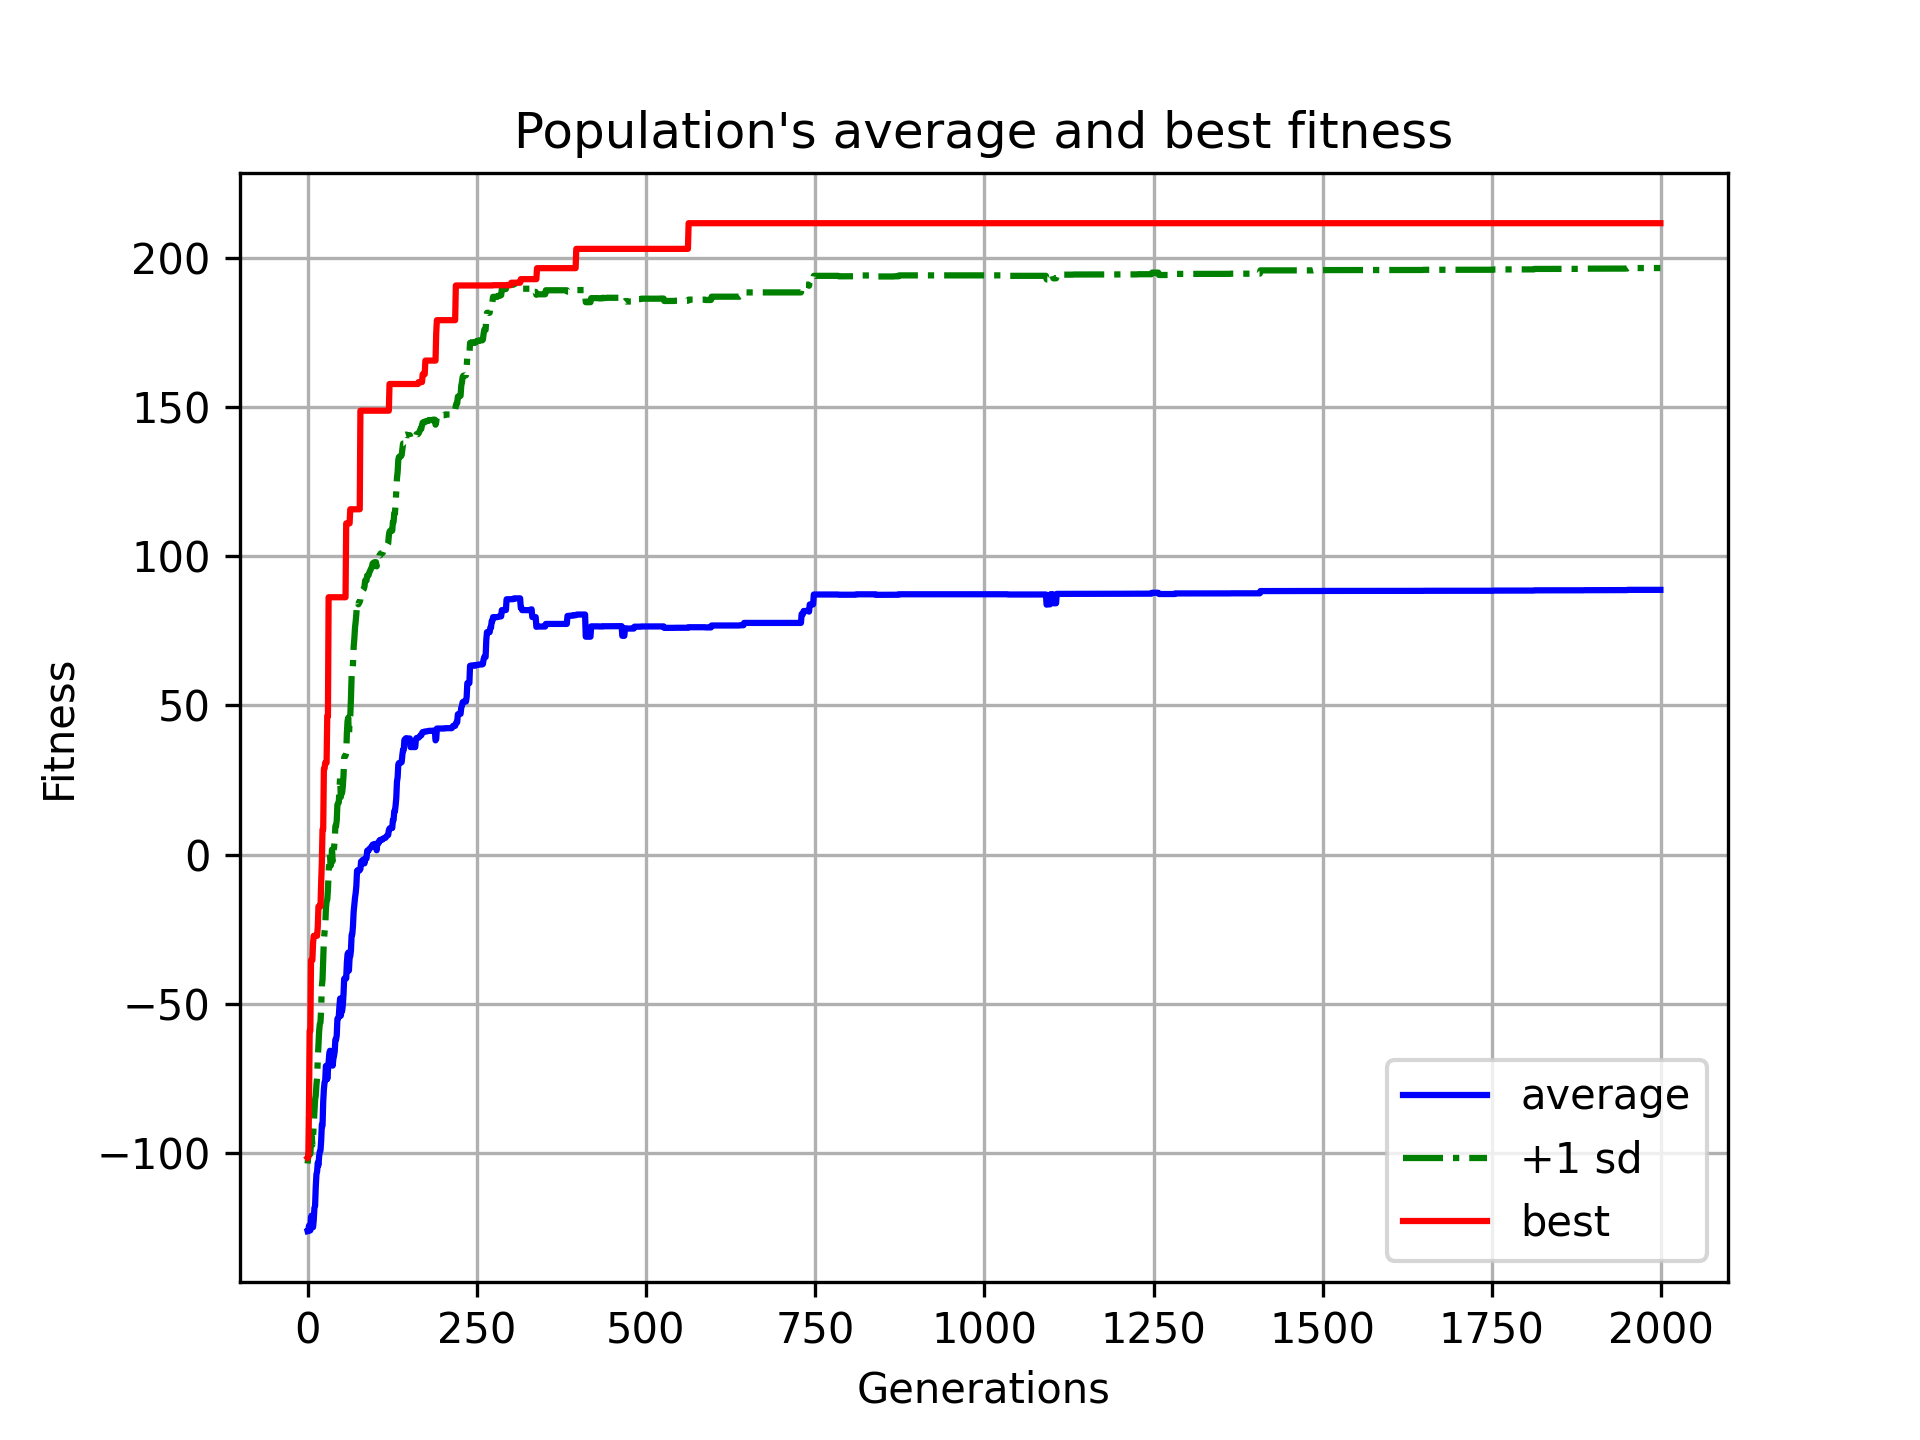 Population's average and best fitness
Fitness
200
150
100
50
0
−50
−100
0 250 500 750 1000 1250 1500 1750 2000
Generations
average
+1 sd
best